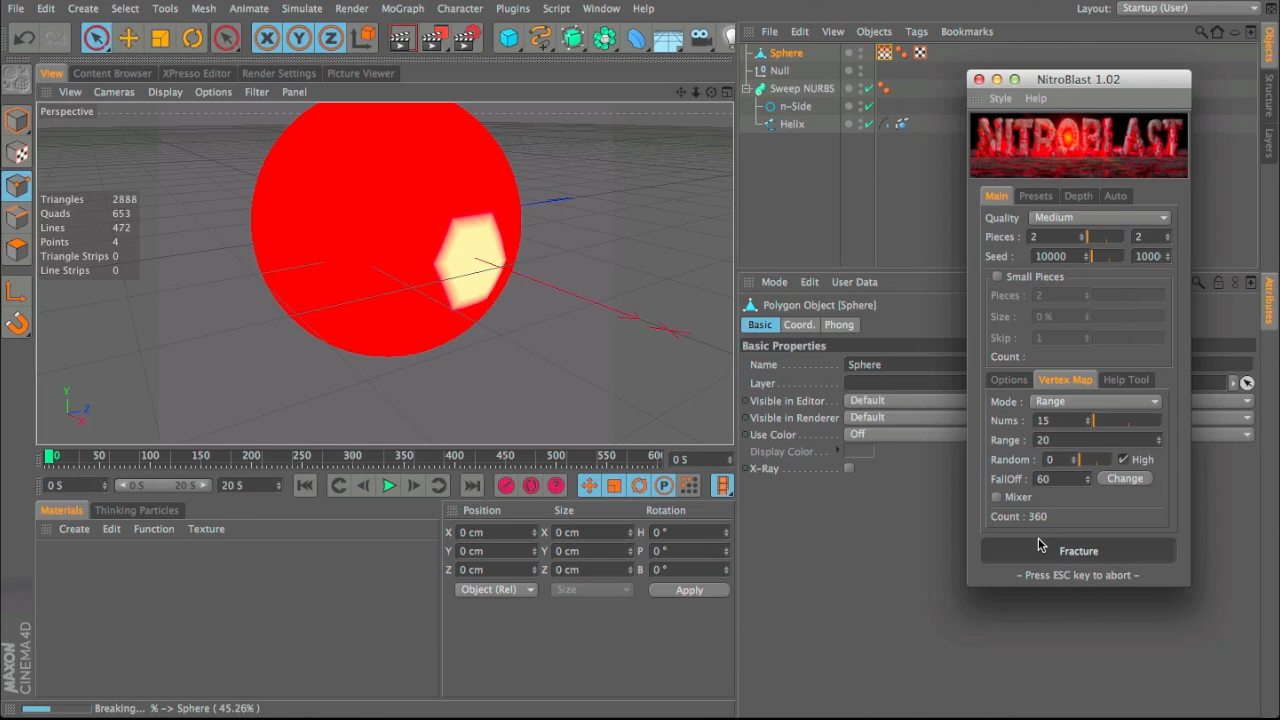 File Edit Create Select Tools Mesh Animate Simulate Render MoGraph Character Plugins Script Window Help Layout: Startup (User)
X Y Z
View Content Browser XPresso Editor Render Settings Picture Viewer
View Cameras Display Options Filter Panel
Perspective
Triangles 2888
Quads 653
Lines 472
Points 4
Triangle Strips 0
Line Strips 0
Y
Z
X
0 50 100 150 200 250 300 350 400 450 500 550 600 0 S
0 S 0 S 20 S 20 S
P
Materials Thinking Particles
Create Edit Function Texture
Position Size Rotation
X 0 cm X 0 cm H 0 °
Y 0 cm Y 0 cm P 0 °
Z 0 cm Z 0 cm B 0 °
Object (Rel) Size Apply
MAXON
CINEMA 4D
Breaking... % -> Sphere ( 45.26% )
File Edit View Objects Tags Bookmarks
Sphere
Null
Sweep NURBS
n-Side
Helix
Objects
Structure
Layers
Attributes
Mode Edit User Data
Polygon Object [Sphere]
Basic Coord. Phong
Basic Properties
Name Sphere
Layer
Visible in Editor Default
Visible in Renderer Default
Use Color Off
Display Color
X-Ray
NitroBlast 1.02
Style Help
NITROBLAST
Main Presets Depth Auto
Quality Medium
Pieces : 2 2
Seed : 10000 1000
Small Pieces
Pieces : 2
Size : 0 %
Skip : 1
Count :
Options Vertex Map Help Tool
Mode : Range
Nums : 15
Range : 20
Random : 0 High
FallOff : 60 Change
Mixer
Count : 360
Fracture
- Press ESC key to abort -